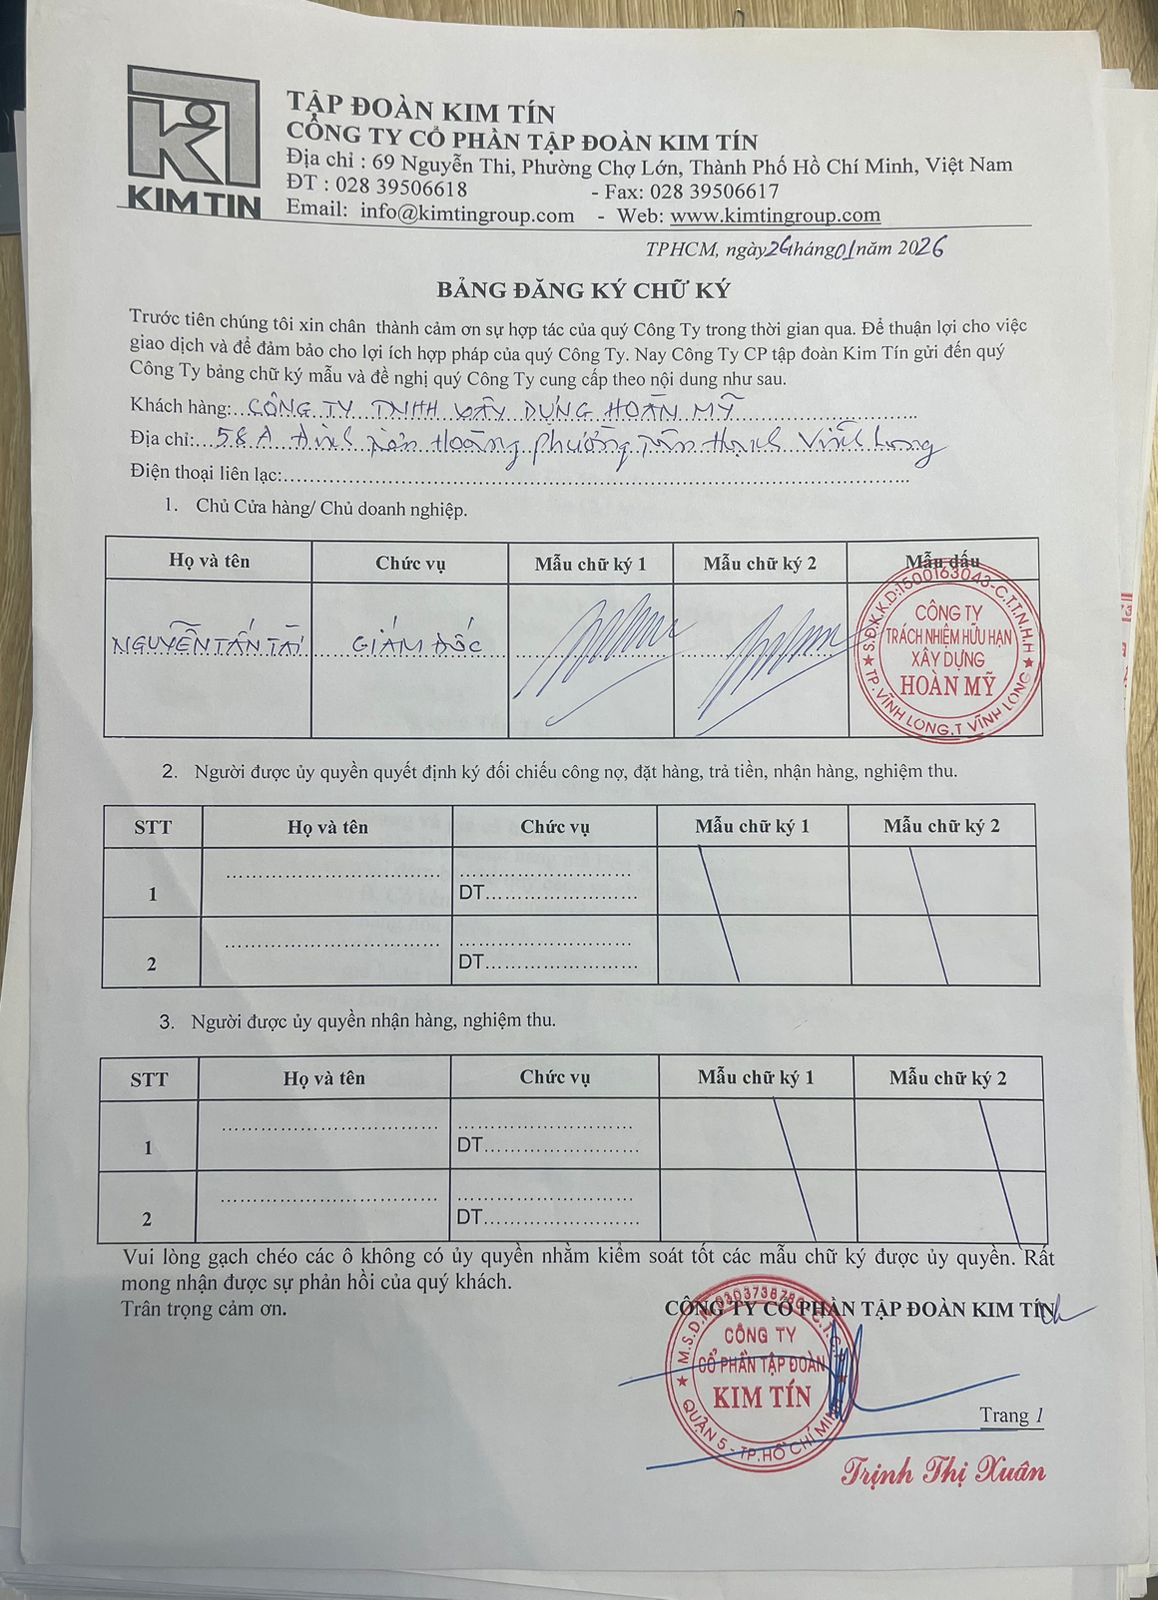 TẬP ĐOÀN KIM TÍN
CÔNG TY CỔ PHẦN TẬP ĐOÀN KIM TÍN
Địa chỉ : 69 Nguyễn Thi, Phường Chợ Lớn, Thành Phố Hồ Chí Minh, Việt Nam
ĐT : 028 39506618 - Fax: 028 39506617
Email: info@kimtingroup.com - Web: www.kimtingroup.com
KIM TIN
TPHCM, ngày 26 tháng 01 năm 2026
BẢNG ĐĂNG KÝ CHỮ KÝ
Trước tiên chúng tôi xin chân thành cảm ơn sự hợp tác của quý Công Ty trong thời gian qua. Để thuận lợi cho việc
giao dịch và để đảm bảo cho lợi ích hợp pháp của quý Công Ty. Nay Công Ty CP tập đoàn Kim Tín gửi đến quý
Công Ty bảng chữ ký mẫu và đề nghị quý Công Ty cung cấp theo nội dung như sau.
Khách hàng: CÔNG TY TNHH XÂY DỰNG HOÀN MỸ
Địa chỉ: 58A Đinh Tiên Hoàng, Phường Tân Hạnh Vĩnh Long
Điện thoại liên lạc:
1. Chủ Cửa hàng/ Chủ doanh nghiệp.
Họ và tên Chức vụ Mẫu chữ ký 1 Mẫu chữ ký 2 Mẫu dấu
NGUYỄN TẤN TÀI GIÁM ĐỐC
S.Đ.K.K.D:1500163043-C.T.T.N.H.H
CÔNG TY
TRÁCH NHIỆM HỮU HẠN
XÂY DỰNG
HOÀN MỸ
TP.VĨNH LONG.T VĨNH LONG
2. Người được ủy quyền quyết định ký đối chiếu công nợ, đặt hàng, trả tiền, nhận hàng, nghiệm thu.
STT Họ và tên Chức vụ Mẫu chữ ký 1 Mẫu chữ ký 2
1 DT
2 DT
3. Người được ủy quyền nhận hàng, nghiệm thu.
STT Họ và tên Chức vụ Mẫu chữ ký 1 Mẫu chữ ký 2
1 DT
2 DT
Vui lòng gạch chéo các ô không có ủy quyền nhằm kiểm soát tốt các mẫu chữ ký được ủy quyền. Rất
mong nhận được sự phản hồi của quý khách.
Trân trọng cảm ơn.
CÔNG TY CỔ PHẦN TẬP ĐOÀN KIM TÍN
CÔNG TY
CỔ PHẦN TẬP ĐOÀN
KIM TÍN
QUẬN 5 - TP.HỒ CHÍ MINH
Trang 1
Trịnh Thị Xuân